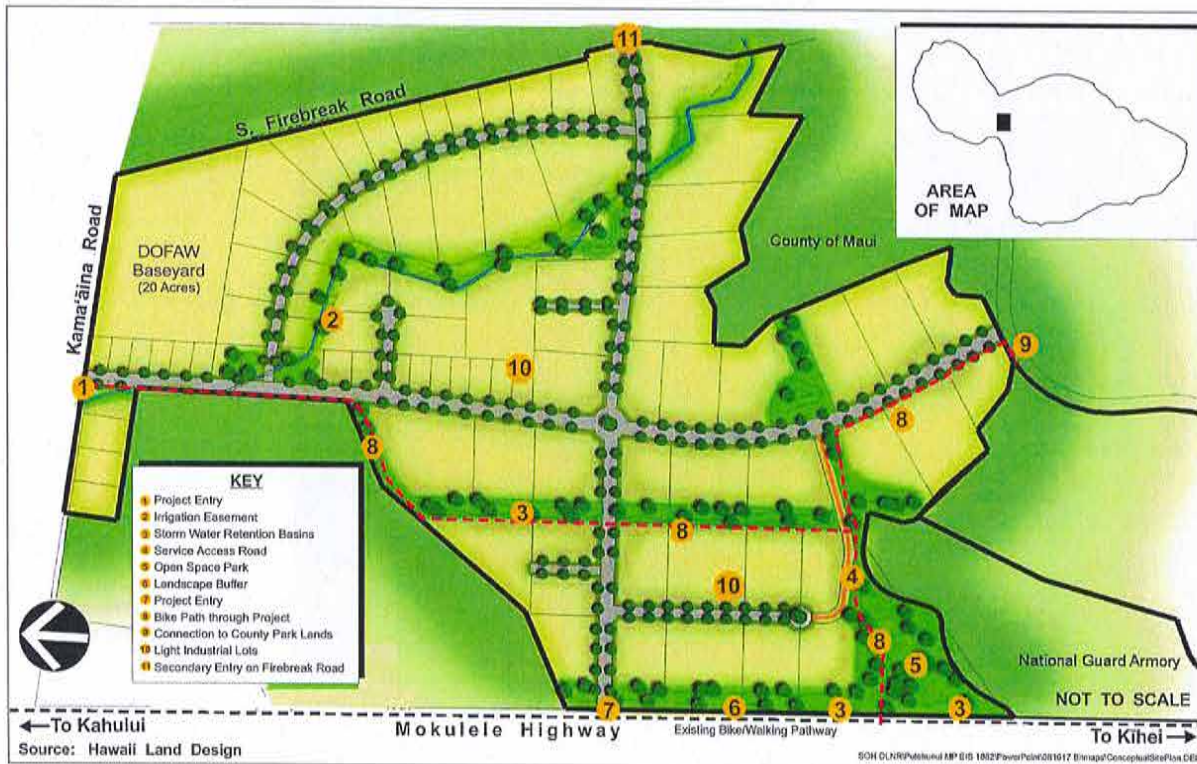 11
S. Firebreak Road
AREA
OF MAP
Kama'āina Road
DOFAW
Baseyard
(20 Acres)
County of Maui
2
10
9
1
8
8
3
8
KEY
1 Project Entry
2 Irrigation Easement
3 Storm Water Retention Basins
4 Service Access Road
5 Open Space Park
6 Landscape Buffer
7 Project Entry
8 Bike Path through Project
9 Connection to County Park Lands
10 Light Industrial Lots
11 Secondary Entry on Firebreak Road
10
4
8
5
National Guard Armory
NOT TO SCALE
7
6
3
3
To Kahului
Mokulele Highway
Existing Bike/Walking Pathway
To Kīhei
Source: Hawaii Land Design